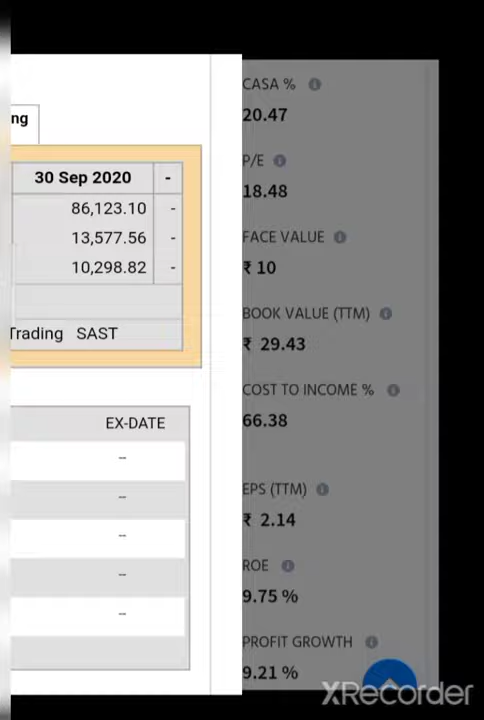 ng
30 Sep 2020 -
86,123.10 -
13,577.56 -
10,298.82 -
Trading SAST
EX-DATE
--
--
--
--
--
CASA %
20.47
P/E
18.48
FACE VALUE
₹ 10
BOOK VALUE (TTM)
₹ 29.43
COST TO INCOME %
66.38
EPS (TTM)
₹ 2.14
ROE
9.75 %
PROFIT GROWTH
9.21 %
XRecorder